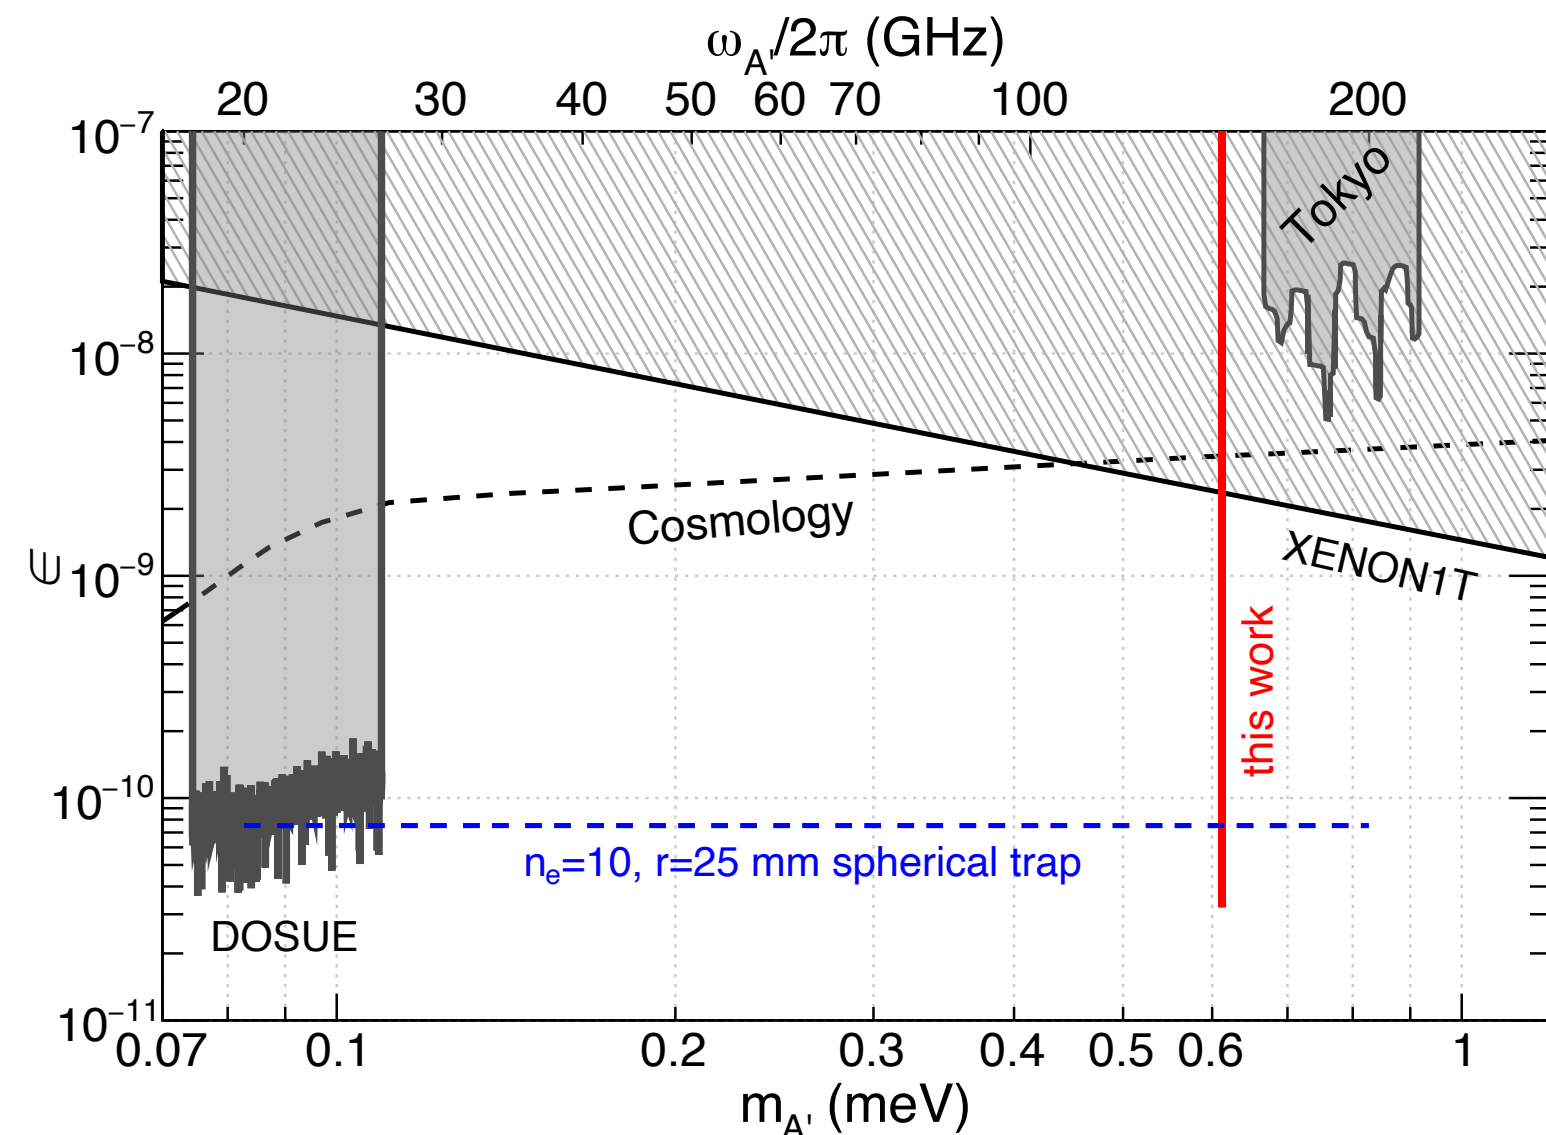 ω_A'/2π (GHz)
20 30 40 50 60 70 100 200
10⁻⁷
Tokyo
10⁻⁸
Cosmology
XENON1T
∈ 10⁻⁹
this work
10⁻¹⁰
nₑ=10, r=25 mm spherical trap
DOSUE
10⁻¹¹
0.07 0.1 0.2 0.3 0.4 0.5 0.6 1
m_A' (meV)